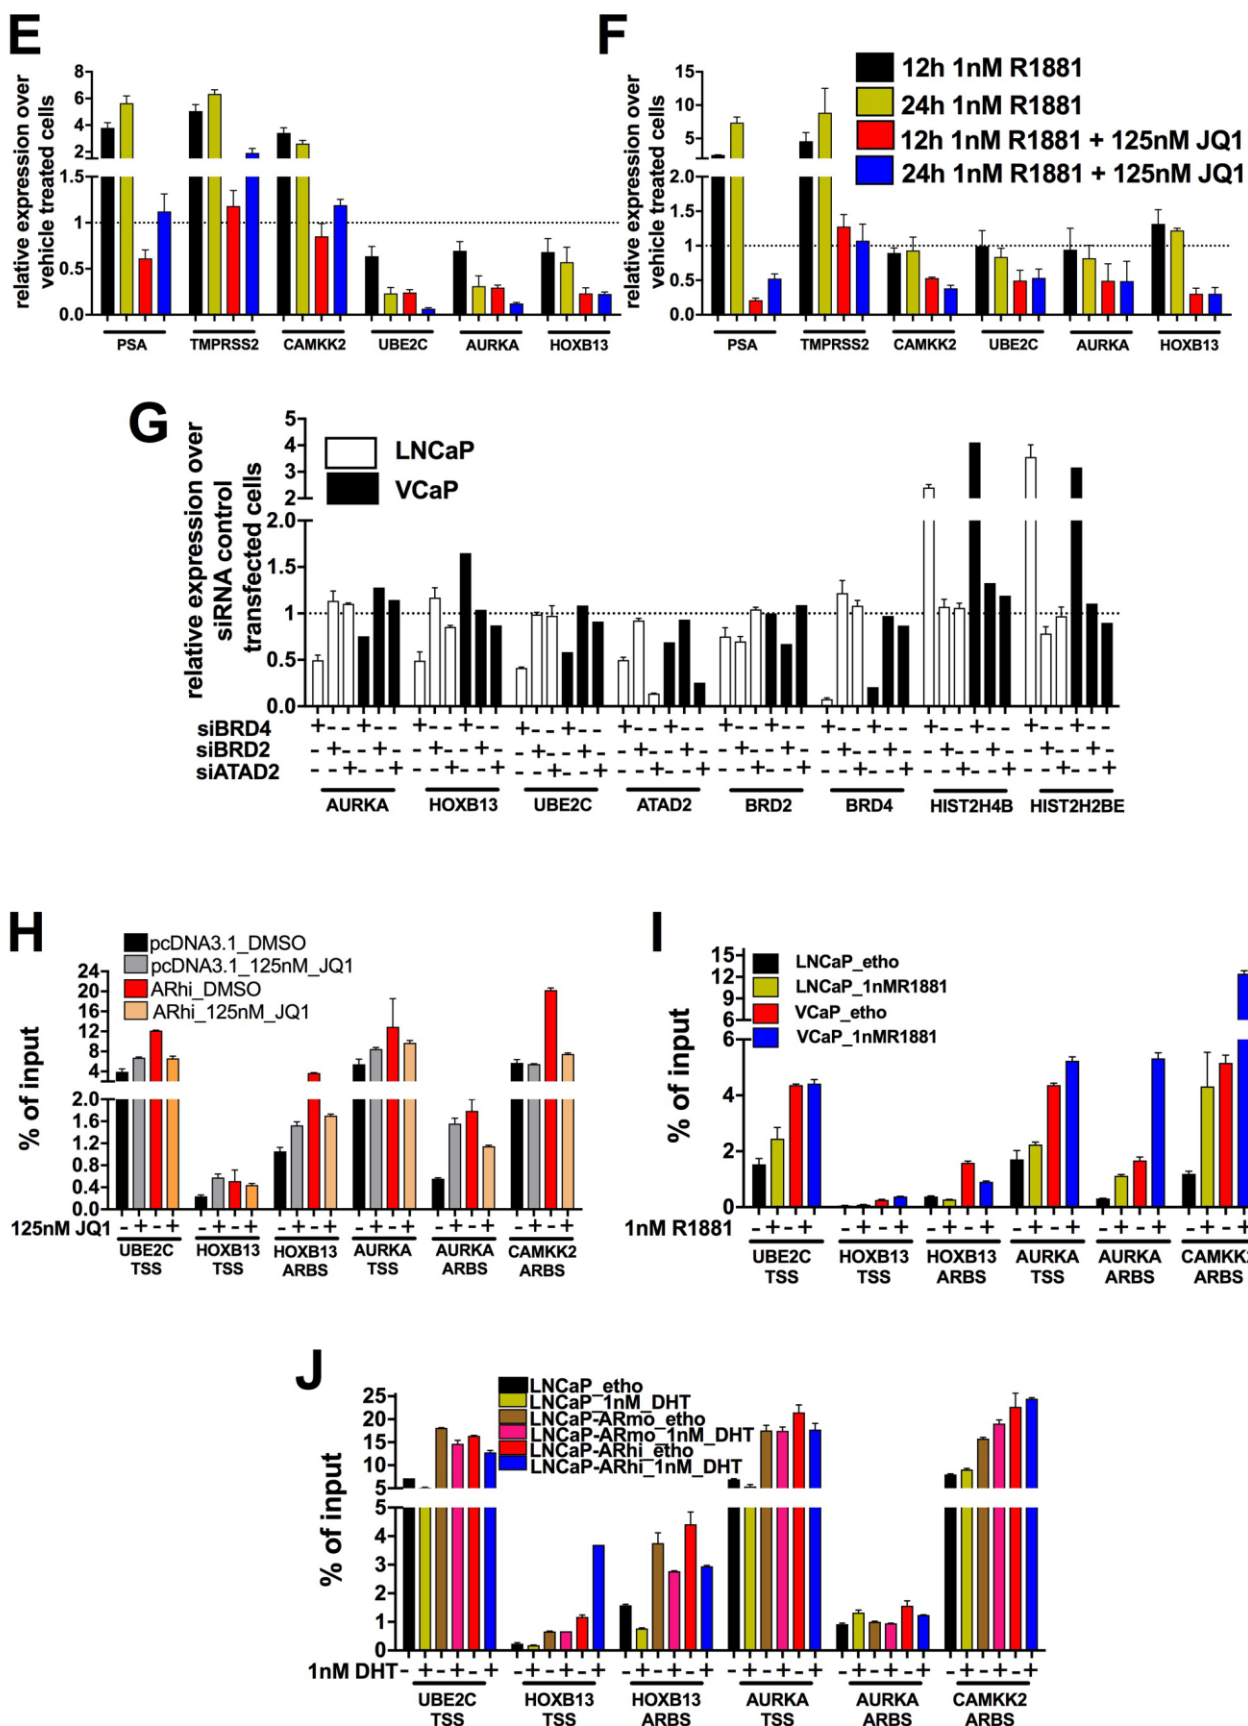 E
relative expression over
vehicle treated cells
8
6
4
2
1.5
1
0.5
0.0
PSA
TMPRSS2
CAMKK2
UBE2C
AURKA
HOXB13
F
relative expression over
vehicle treated cells
15
10
5
2.0
1.5
1
0.5
0.0
12h 1nM R1881
24h 1nM R1881
12h 1nM R1881 + 125nM JQ1
24h 1nM R1881 + 125nM JQ1
PSA
TMPRSS2
CAMKK2
UBE2C
AURKA
HOXB13
G
relative expression over
siRNA control
transfected cells
5
4
3
2
2.0
1.5
1
0.5
0.0
LNCaP
VCaP
siBRD4 + - - + - - + - - + - - + - - + - - + - - + - - + - - + - - + - - + - - + - - + - - + - - + - -
siBRD2 - + - - + - - + - - + - - + - - + - - + - - + - - + - - + - - + - - + - - + - - + - - + - - + -
siATAD2 - - + - - + - - + - - + - - + - - + - - + - - + - - + - - + - - + - - + - - + - - + - - + - - +
AURKA
HOXB13
UBE2C
ATAD2
BRD2
BRD4
HIST2H4B
HIST2H2BE
H
% of input
24
20
16
12
8
4
2.0
1.6
1.2
0.8
0.4
0.0
pcDNA3.1_DMSO
pcDNA3.1_125nM_JQ1
ARhi_DMSO
ARhi_125nM_JQ1
125nM JQ1 - + - + - + - + - + - + - + - + - + - + - + - +
UBE2C
TSS
HOXB13
TSS
HOXB13
ARBS
AURKA
TSS
AURKA
ARBS
CAMKK2
ARBS
I
% of input
15
12
9
6
6
4
2
0
LNCaP_etho
LNCaP_1nMR1881
VCaP_etho
VCaP_1nMR1881
1nM R1881 - + - + - + - + - + - + - + - + - + - + - + - +
UBE2C
TSS
HOXB13
TSS
HOXB13
ARBS
AURKA
TSS
AURKA
ARBS
CAMKK2
ARBS
J
% of input
25
20
15
10
5
5
4
3
2
1
0
LNCaP_etho
LNCaP_1nM_DHT
LNCaP-ARmo_etho
LNCaP-ARmo_1nM_DHT
LNCaP-ARhi_etho
LNCaP-ARhi_1nM_DHT
1nM DHT - + - + - + - + - + - + - + - + - + - + - + - + - + - + - + - + - + - +
UBE2C
TSS
HOXB13
TSS
HOXB13
ARBS
AURKA
TSS
AURKA
ARBS
CAMKK2
ARBS